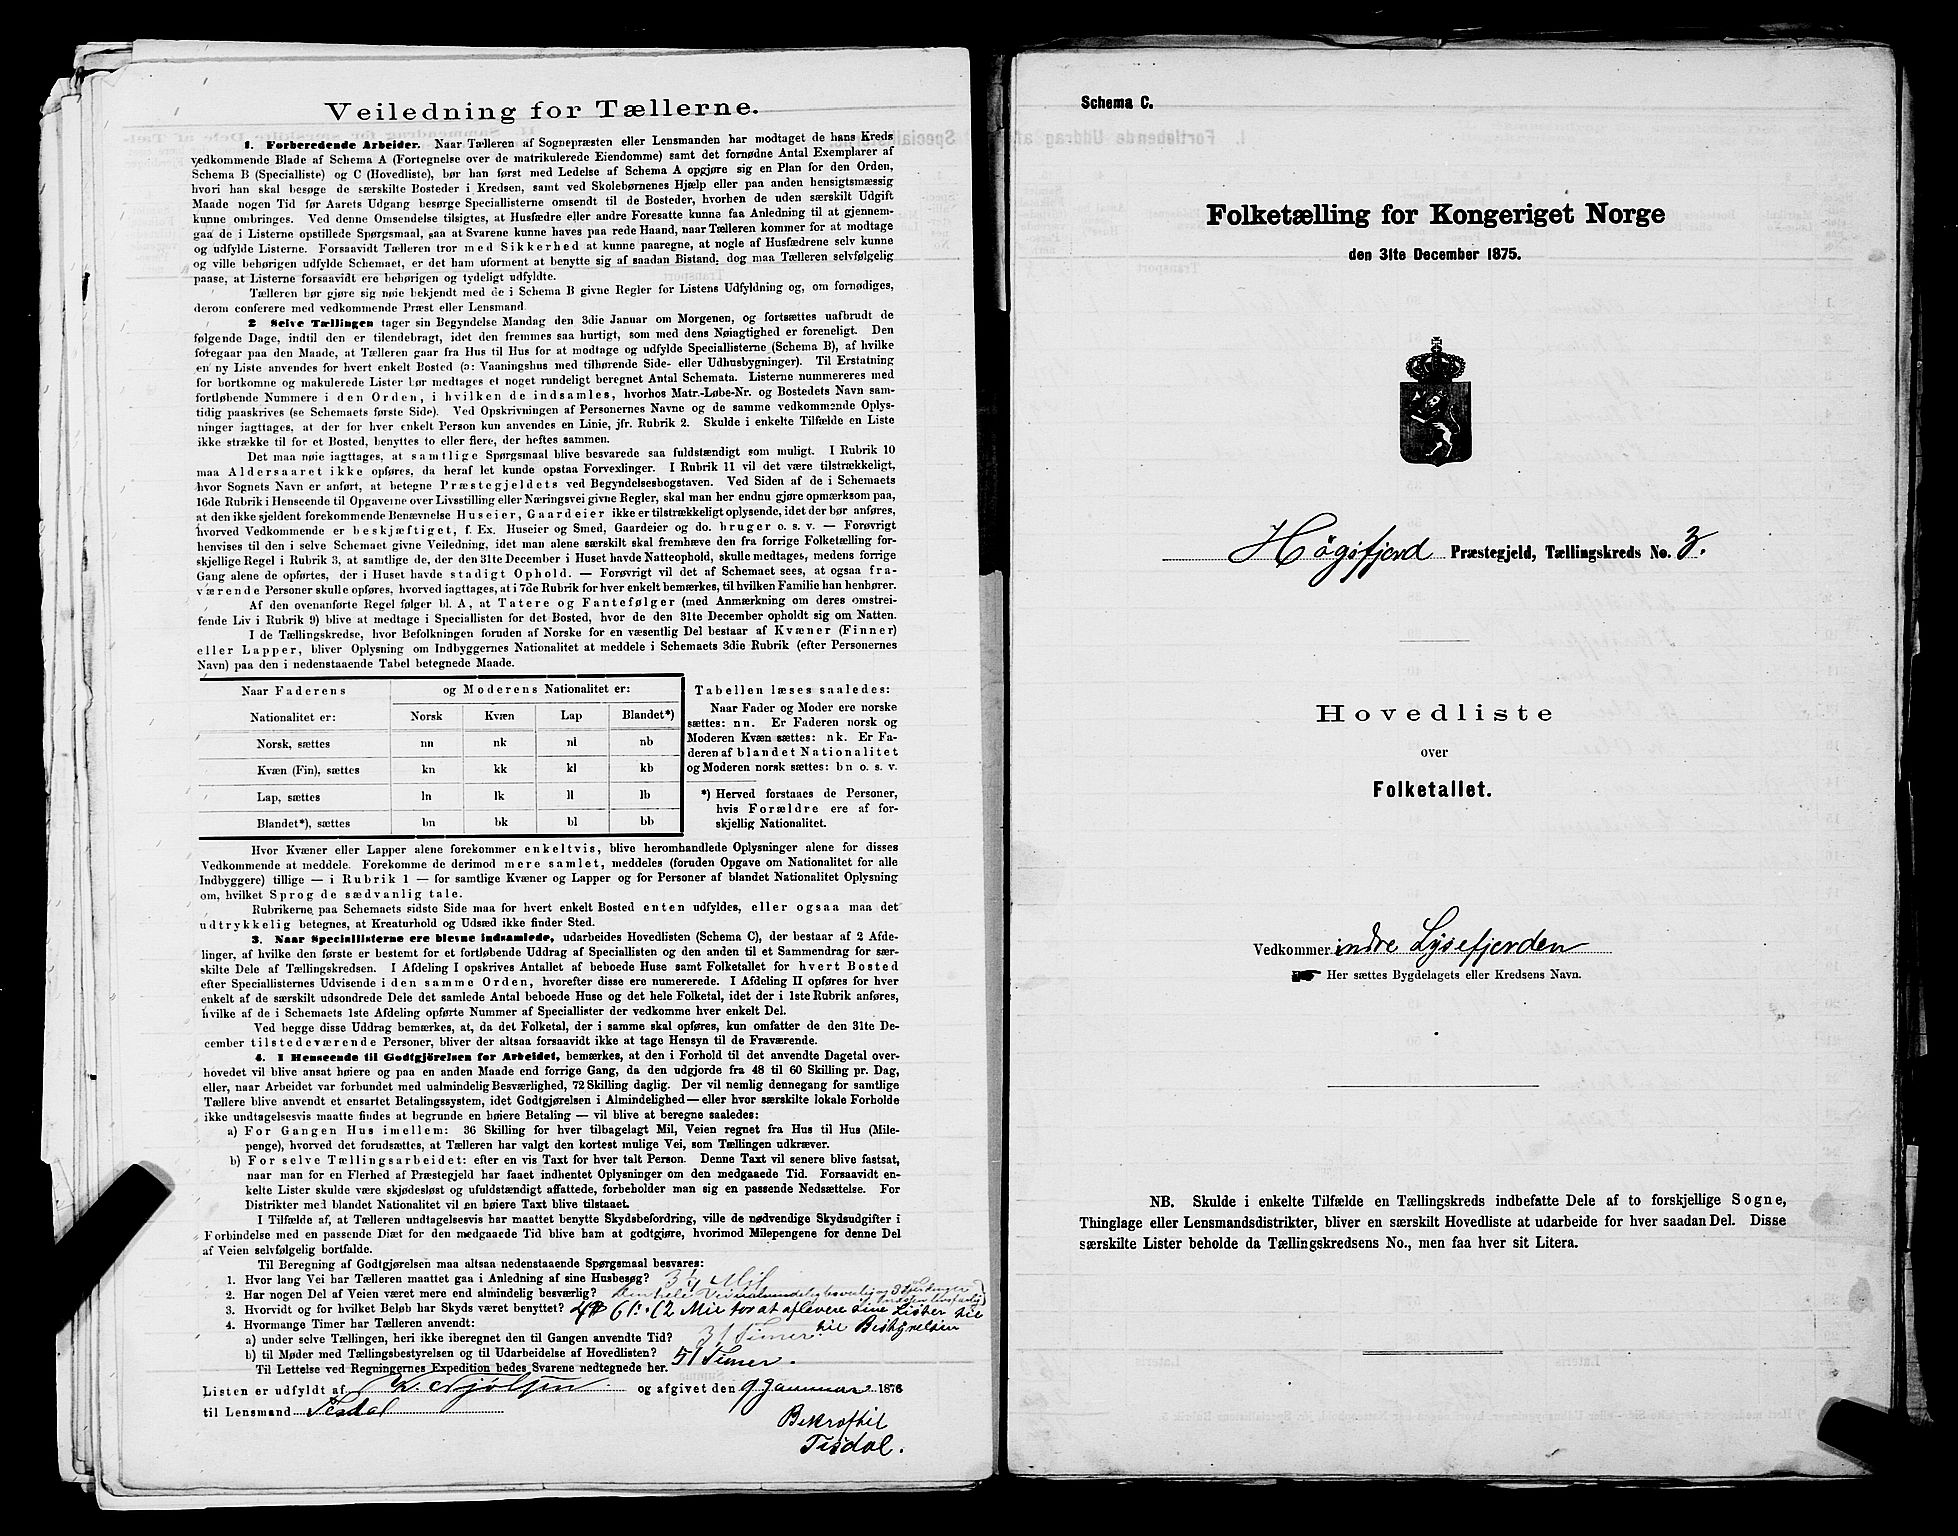 Veiledning for Tællerne.
1. Forberedende Arbeider. Naar Tælleren af Sognepræsten eller Lensmanden har modtaget de hans Kreds
vedkommende Blade af Schema A (Fortegnelse over de matrikulerede Eiendomme) samt det fornødne Antal Exemplarer af
Schema B (Specialliste) og C (Hovedliste), bør han først med Ledelse af Schema A opgjøre sig en Plan for den Orden,
hvori han skal besøge de særskilte Bosteder i Kredsen, samt ved Skolebørnenes Hjælp eller paa anden hensigtsmæssig
Maade nogen Tid før Aarets Udgang besørge Speciallisterne omsendt til de Bosteder, hvorhen de uden særskilt Udgift
kunne ombringes. Ved denne Omsendelse tilsigtes, at Husfædre eller andre Foresatte kunne faa Anledning til at gjennem-
gaa de i Listerne opstillede Spørgsmaal, saa at Svarene kunne haves paa rede Haand, naar Tælleren kommer for at modtage
og udfylde Listerne. Forsaavidt Tælleren tror med Sikkerhed at kunne paaregne, at nogle af Husfædrene selv kunne
og ville behørigen udfylde Schemaet, er det ham uforment at benytte sig af saadan Bistand; dog maa Tælleren selvfølgelig
paase, at Listerne forsaavidt ere behørigen og tydeligt udfyldte.
Tælleren bør gjøre sig nøie bekjendt med de i Schema B givne Regler for Listens Udfyldning og, om fornødiges,
derom conferere med vedkommende Præst eller Lensmand.
2 Selve Tællingen tager sin Begyndelse Mandag den 3die Januar om Morgenen, og fortsættes uafbrudt de
følgende Dage, indtil den er tilendebragt, idet den fremmes saa hurtigt, som med dens Nøiagtighed er foreneligt. Den
foregaar paa den Maade, at Tælleren gaar fra Hus til Hus for at modtage og udfylde Speciallisterne (Schema B), af hvilke
en ny Liste anvendes for hvert enkelt Bosted (ɔ: Vaaningshus med tilhørende Side- eller Udhusbygninger). Til Erstatning
for bortkomne og makulerede Lister bør medtages et noget rundeligt beregnet Antal Schemata. Listerne nummereres med
fortløbende Nummere i den Orden, i hvilken de indsamles, hvorhos Matr.-Løbe-Nr. og Bostedets Navn sam-
tidig paaskrives (se Schemaets første Side). Ved Opskrivningen af Personernes Navne og de samme vedkommende Oplys-
ninger iagttages, at der for hver enkelt Person kun anvendes en Linie, jfr. Rubrik 2. Skulde i enkelte Tilfælde en Liste
ikke strække til for et Bosted, benyttes to eller flere, der heftes sammen.
Det maa nøie iagttages, at samtlige Spørgsmaal blive besvarede saa fuldstændigt som muligt. I Rubrik 10
maa Aldersaaret ikke opføres, da heraf let kunde opstaa Forvexlinger. I Rubrik 11 vil det være tilstrækkeligt,
hvor Sognets Navn er anført, at betegne Præstegjeldets ved Begyndelsesbogstaven. Ved Siden af de i Schemaets
16de Rubrik i Henseende til Opgaverne over Livsstilling eller Næringsvei givne Regler, skal man her endnu gjøre opmærksom paa,
at den ikke sjeldent forekommende Benævnelse Huseier, Gaardeier ikke er tilstrækkeligt oplysende, idet der bør anføres,
hvorved Vedkommende er beskjæftiget, f. Ex. Huseier og Smed, Gaardeier og do. bruger o. s. v. — Forøvrigt
henvises til den i selve Schemaet givne Veiledning, idet man alene særskilt skal fremhæve den fra forrige Folketælling for-
skjellige Regel i Rubrik 3, at samtlige de, der den 31te December i Huset havde Natteophold, skulle medtages, medens forrige
Gang alene de opførtes, der i Huset havde stadigt Ophold. — Forøvrigt vil det af Schemaet sees, at ogsaa fra-
værende Personer skulle opføres, hvorved iagttages, at i 7de Rubrik for hver enkelt bemærkes, til hvilken Familie han henhører.
Af den ovenanførte Regel følger bl. A., at Tatere og Fantefølger (med Anmærkning om deres omstrei-
fende Liv i Rubrik 9) blive at medtage i Speciallisten for det Bosted, hvor de den 31te December opholdt sig om Natten.
I de Tællingskredse, hvor Befolkningen foruden af Norske for en væsentlig Del bestaar af Kvæner (Finner)
eller Lapper, bliver Oplysning om Indbyggernes Nationalitet at meddele i Schemaets 3die Rubrik (efter Personernes
Navn) paa den i nedenstaaende Tabel betegnede Maade.
Naar Faderens og Moderens Nationalitet er:
Nationalitet er: Norsk Kvæn Lap Blandet*)
Norsk, sættes nn nk nl nb
Kvæn (Fin), sættes kn kk kl kb
Lap, sættes ln lk ll lb
Blandet*), sættes bn bk bl bb
Tabellen læses saaledes:
Naar Fader og Moder ere norske
sættes: nn. Er Faderen norsk og
Moderen Kvæn sættes: nk. Er Fa-
deren af blandet Nationalitet
og Moderen norsk sættes: bn o. s. v.
*) Herved forstaaes de Personer,
hvis Forældre ere af for-
skjellig Nationalitet.
Hvor Kvæner eller Lapper alene forekommer enkeltvis, blive heromhandlede Oplysninger alene for disses
Vedkommende at meddele. Forekomme de derimod mere samlet, meddeles (foruden Opgave om Nationalitet for alle
Indbyggere) tillige — i Rubrik 1 — for samtlige Kvæner og Lapper og for Personer af blandet Nationalitet Oplysning
om, hvilket Sprog de sædvanlig tale.
Rubrikerne paa Schemaets sidste Side maa for hvert enkelt Bosted enten udfyldes, eller ogsaa maa det
udtrykkelig betegnes, at Kreaturhold og Udsæd ikke finder Sted.
3. Naar Speciallisterne ere blevne indsamlede, udarbeides Hovedlisten (Schema C), der bestaar af 2 Afde-
linger, af hvilke den første er bestemt for et fortløbende Uddrag af Speciallisten og den anden til et Sammendrag for sær-
skilte Dele af Tællingskredsen. I Afdeling I opskrives Antallet af beboede Huse samt Folketallet for hvert Bosted
efter Speciallisternes Udvisende i den samme Orden, hvorefter disse ere numererede. I Afdeling II opføres for hver
enkelt af de særskilt udsondrede Dele det samlede Antal beboede Huse og det hele Folketal, idet der i 1ste Rubrik anføres,
hvilke af de i Schemaets 1ste Afdeling opførte Nummer af Speciallister der vedkomme hver enkelt Del.
Ved begge disse Uddrag bemærkes, at, da det Folketal, der i samme skal opføres, kun omfatter de den 31te De-
cember tilstedeværende Personer, bliver der altsaa forsaavidt ikke at tage Hensyn til de Fraværende.
4. I Henseende til Godtgjörelsen for Arbeidet, bemærkes, at den i Forhold til det anvendte Dagetal over-
hovedet vil blive ansat høiere og paa en anden Maade end forrige Gang, da den udgjorde fra 48 til 60 Skilling pr. Dag,
eller, naar Arbeidet var forbundet med ualmindelig Besværlighed, 72 Skilling daglig. Der vil nemlig dennegang for samtlige
Tællere blive anvendt et ensartet Betalingssystem, idet Godtgjørelsen i Almindelighed — eller hvor særskilte lokale Forholde
ikke undtagelsesvis maatte findes at begrunde en høiere Betaling — vil blive at beregne saaledes:
a) For Gangen Hus imellem: 36 Skilling for hver tilbagelagt Mil, Veien regnet fra Hus til Hus (Mile-
penge), hvorved det forudsættes, at Tælleren har valgt den kortest mulige Vei, som Tællingen udkræver.
b) For selve Tællingsarbeidet: efter en vis Taxt for hver talt Person. Denne Taxt vil senere blive fastsat,
naar man for en Flerhed af Præstegjeld har faaet indhentet Oplysninger om den medgaaede Tid. Forsaavidt en-
kelte Lister skulde være skjødesløst og ufuldstændigt affattede, forbeholder man sig en passende Nedsættelse. For
Distrikter med blandet Nationalitet vil en høiere Taxt blive tilstaaet.
I Tilfælde af, at Tælleren undtagelsesvis har maattet benytte Skydsbefordring, ville de nødvendige Skydsudgifter i
Forbindelse med en passende Diæt for den medgaaede Tid blive ham at godtgjøre, hvorimod Milepengene for denne Del
af Veien selvfølgelig bortfalde.
Til Beregning af Godtgjørelsen maa altsaa nedenstaaende Spørgsmaal besvares:
1. Hvor lang Vei har Tælleren maattet gaa i Anledning af sine Husbesøg? 3 ½ Mil
2. Har nogen Del af Veien været mere end almindelig besværlig? Den hele Vei
3. Hvorvidt og for hvilket Beløb har Skyds været benyttet? 2 Mil for at aflevere sine Lister til
4. Hvormange Timer har Tælleren anvendt: til Bestyrelsen
a) under selve Tællingen, heri ikke iberegnet den til Gangen anvendte Tid? 31 Timer.
b) til Møder med Tællingsbestyrelsen og til Udarbeidelse af Hovedlisten? 51 Timer.
Til Lettelse ved Regningernes Expedition bedes Svarene nedtegnede her.
Listen er udfyldt af K. Njølsen og afgivet den 9 Januar 1876
til Lensmand Tisdal
Bekræftil
Tisdal.
Schema C.
Folketælling for Kongeriget Norge
den 31te December 1875.
Høgsfjord Præstegjeld, Tællingskreds No. 3.
Hovedliste
over
Folketallet.
Vedkommer indre Lysefjorden
Her sættes Bygdelagets eller Kredsens Navn.
NB. Skulde i enkelte Tilfælde en Tællingskreds indbefatte Dele af to forskjellige Sogne,
Thinglage eller Lensmandsdistrikter, bliver en særskilt Hovedliste at udarbeide for hver saadan Del. Disse
særskilte Lister beholde da Tællingskredsens No., men faa hver sit Litera.